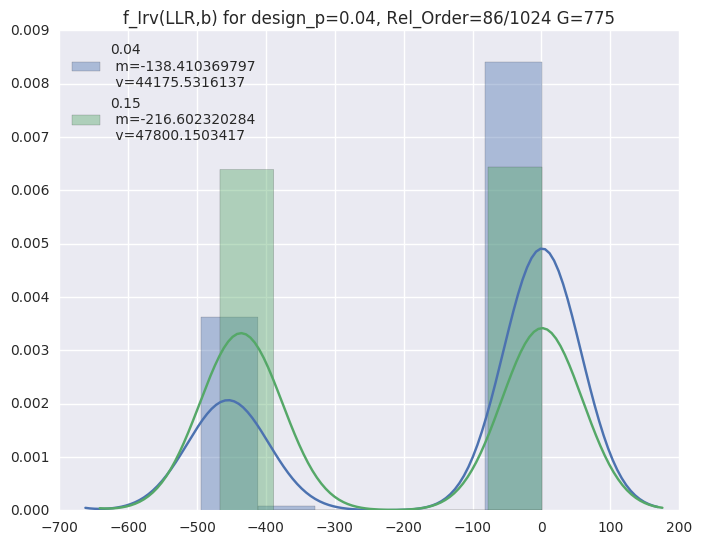 f_Irv(LLR,b) for design_p=0.04, Rel_Order=86/1024 G=775
0.04
m=-138.410369797
v=44175.5316137
0.15
m=-216.602320284
v=47800.1503417
0.009
0.008
0.007
0.006
0.005
0.004
0.003
0.002
0.001
0.000
−700 −600 −500 −400 −300 −200 −100 0 100 200